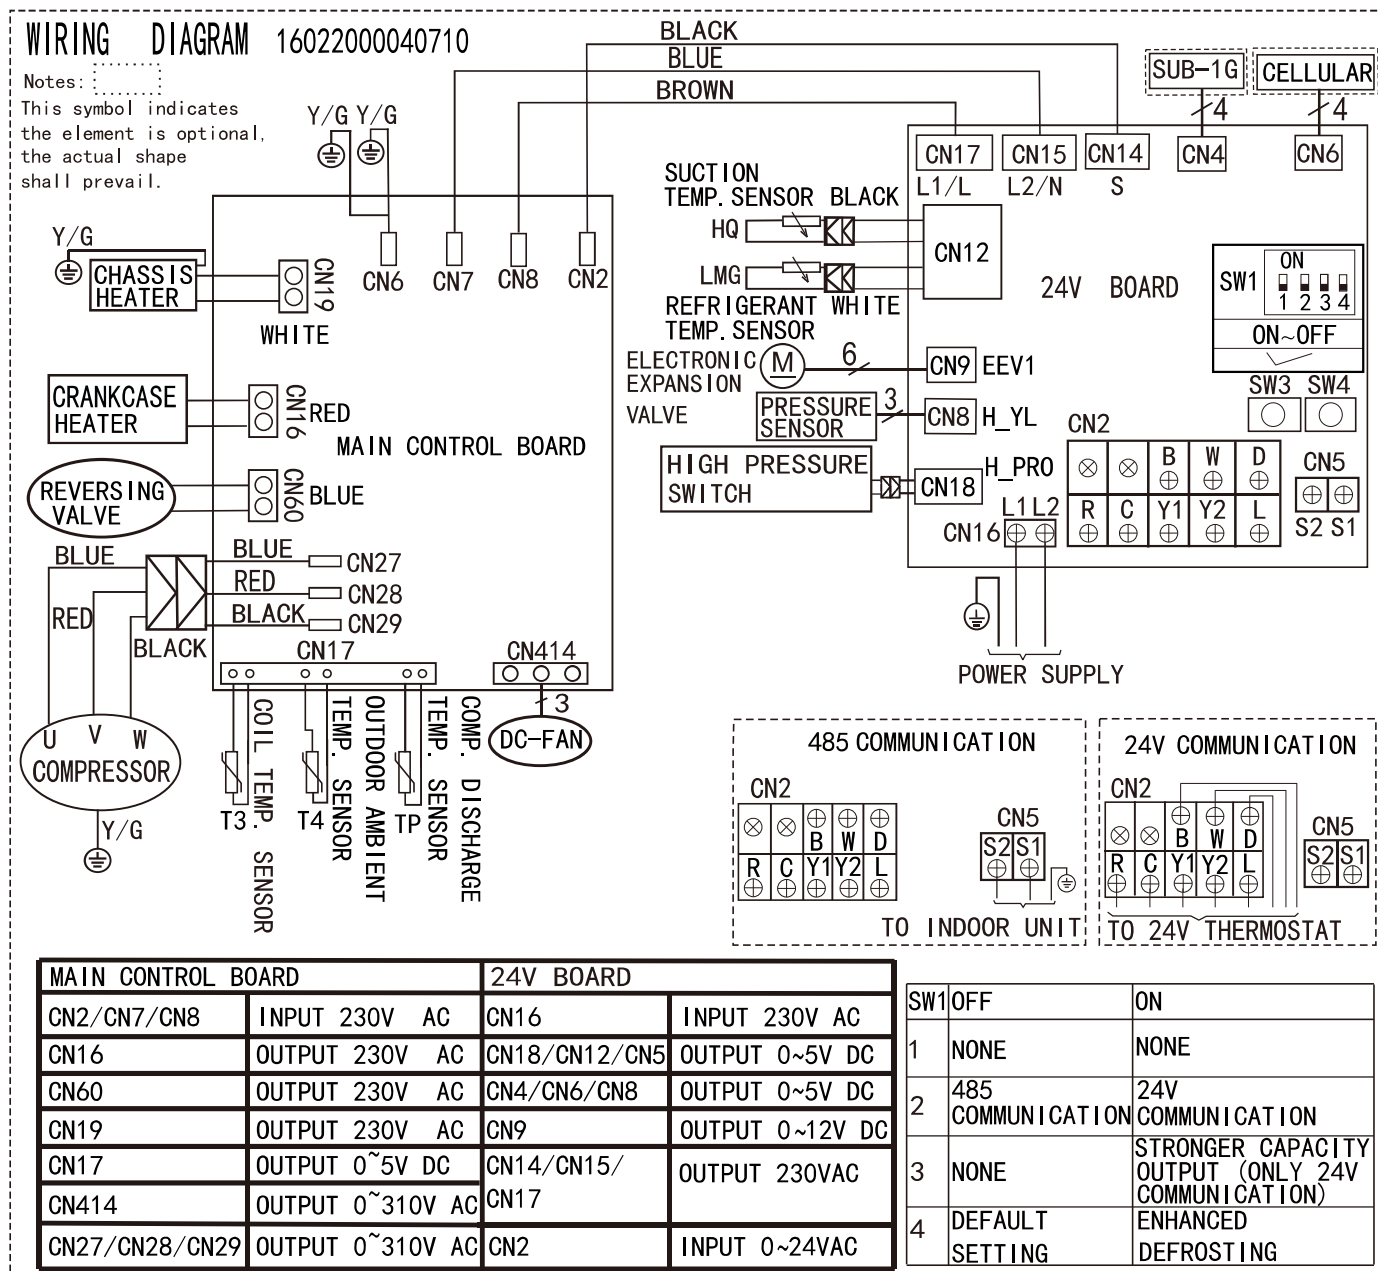 WIRING DIAGRAM 16022000040710
Notes:
This symbol indicates
the element is optional,
the actual shape
shall prevail.
BLACK
BLUE
BROWN
Y/G Y/G
SUB-1G
CELLULAR
4
4
CN17
CN15
CN14
CN4
CN6
L1/L
L2/N
S
SUCTION
TEMP. SENSOR BLACK
HQ
LMG
REFRIGERANT WHITE
TEMP. SENSOR
CN12
24V BOARD
SW1
ON
1 2 3 4
ON~OFF
SW3 SW4
Y/G
CHASSIS
HEATER
CN19
WHITE
CN6
CN7
CN8
CN2
ELECTRONIC
EXPANSION
VALVE
M
6
CN9 EEV1
PRESSURE
SENSOR
3
CN8 H_YL
HIGH PRESSURE
SWITCH
CN18
H_PRO
CRANKCASE
HEATER
CN16
RED
MAIN CONTROL BOARD
REVERSING
VALVE
CN60
BLUE
CN2
B W D
R C Y1 Y2 L
CN5
S2 S1
L1 L2
CN16
POWER SUPPLY
BLUE
RED
BLACK
BLUE
RED
BLACK
CN27
CN28
CN29
CN17
CN414
3
DC-FAN
U V W
COMPRESSOR
Y/G
T3
COIL TEMP. SENSOR
T4
OUTDOOR AMBIENT
TEMP. SENSOR
TP
COMP. DISCHARGE
TEMP. SENSOR
485 COMMUNICATION
CN2
B W D
R C Y1 Y2 L
CN5
S2 S1
TO INDOOR UNIT
24V COMMUNICATION
CN2
B W D
R C Y1 Y2 L
CN5
S2 S1
TO 24V THERMOSTAT
MAIN CONTROL BOARD 24V BOARD
CN2/CN7/CN8 INPUT 230V AC CN16 INPUT 230V AC
CN16 OUTPUT 230V AC CN18/CN12/CN5 OUTPUT 0~5V DC
CN60 OUTPUT 230V AC CN4/CN6/CN8 OUTPUT 0~5V DC
CN19 OUTPUT 230V AC CN9 OUTPUT 0~12V DC
CN17 OUTPUT 0~5V DC CN14/CN15/
CN17 OUTPUT 230VAC
CN414 OUTPUT 0~310V AC
CN27/CN28/CN29 OUTPUT 0~310V AC CN2 INPUT 0~24VAC
SW1 OFF ON
1 NONE NONE
2 485
COMMUNICATION 24V
COMMUNICATION
3 NONE STRONGER CAPACITY
OUTPUT (ONLY 24V
COMMUNICATION)
4 DEFAULT
SETTING ENHANCED
DEFROSTING